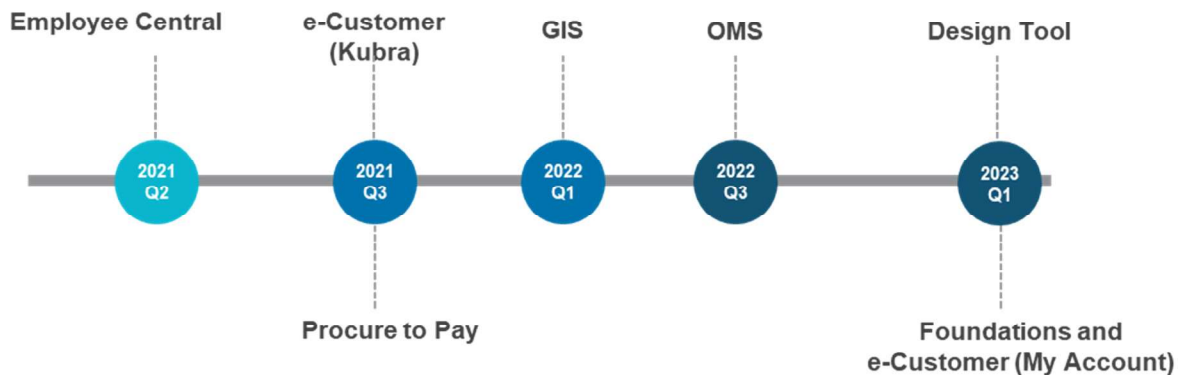 Employee Central
e-Customer
(Kubra)
GIS
OMS
Design Tool
2021
Q2
2021
Q3
2022
Q1
2022
Q3
2023
Q1
Procure to Pay
Foundations and
e-Customer (My Account)